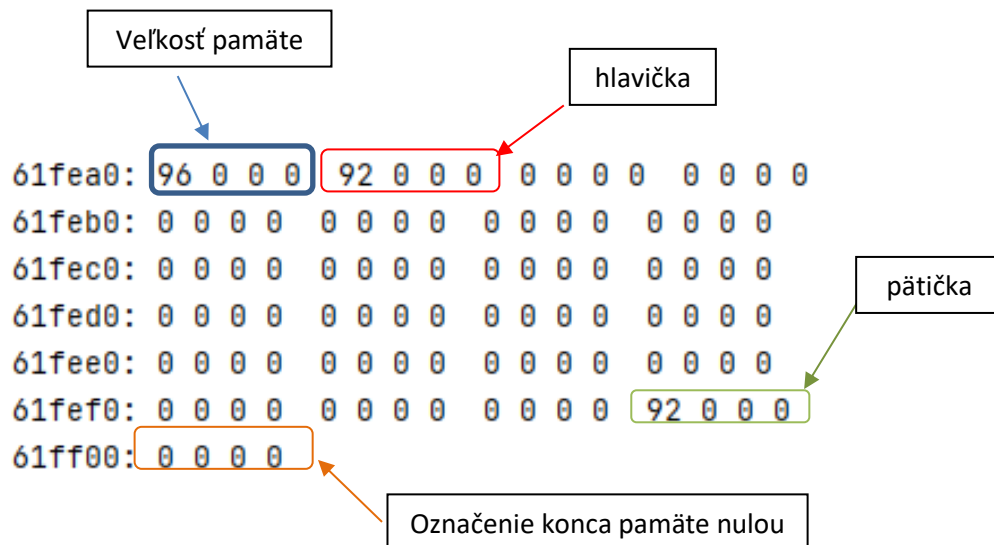 Veľkosť pamäte
hlavička
61fea0: 96 0 0 0 92 0 0 0 0 0 0 0 0 0 0 0
61feb0: 0 0 0 0 0 0 0 0 0 0 0 0 0 0 0 0
61fec0: 0 0 0 0 0 0 0 0 0 0 0 0 0 0 0 0
pätička
61fed0: 0 0 0 0 0 0 0 0 0 0 0 0 0 0 0 0
61fee0: 0 0 0 0 0 0 0 0 0 0 0 0 0 0 0 0
61fef0: 0 0 0 0 0 0 0 0 0 0 0 0 92 0 0 0
61ff00: 0 0 0 0
Označenie konca pamäte nulou